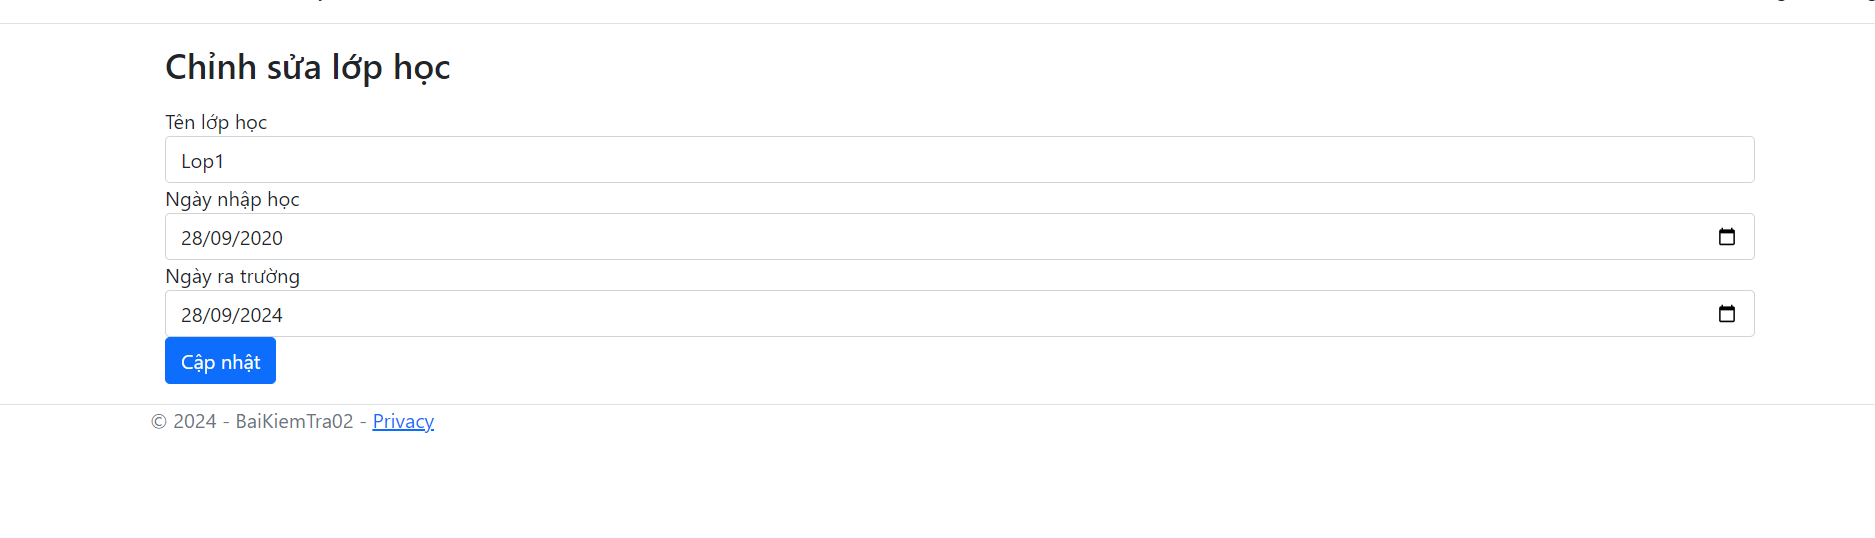 Chỉnh sửa lớp học
Tên lớp học
Lop1
Ngày nhập học
28/09/2020
Ngày ra trường
28/09/2024
Cập nhật
© 2024 - BaiKiemTra02 - Privacy